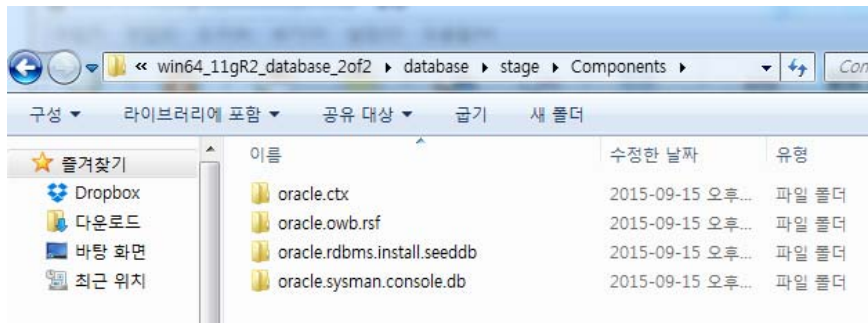 « win64_11gR2_database_2of2 ▸ database ▸ stage ▸ Components ▸
구성 ▼ 라이브러리에 포함 ▼ 공유 대상 ▼ 굽기 새 폴더
즐겨찾기
Dropbox
다운로드
바탕 화면
최근 위치
이름 수정한 날짜 유형
oracle.ctx 2015-09-15 오후... 파일 폴더
oracle.owb.rsf 2015-09-15 오후... 파일 폴더
oracle.rdbms.install.seeddb 2015-09-15 오후... 파일 폴더
oracle.sysman.console.db 2015-09-15 오후... 파일 폴더